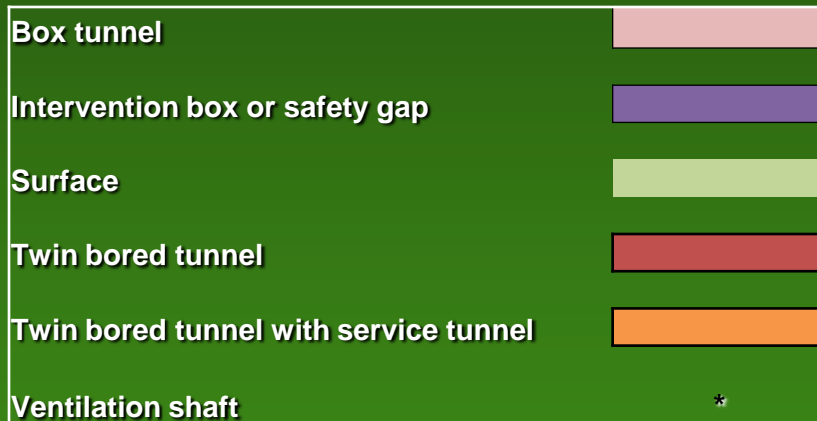 Box tunnel
Intervention box or safety gap
Surface
Twin bored tunnel
Twin bored tunnel with service tunnel
Ventilation shaft *